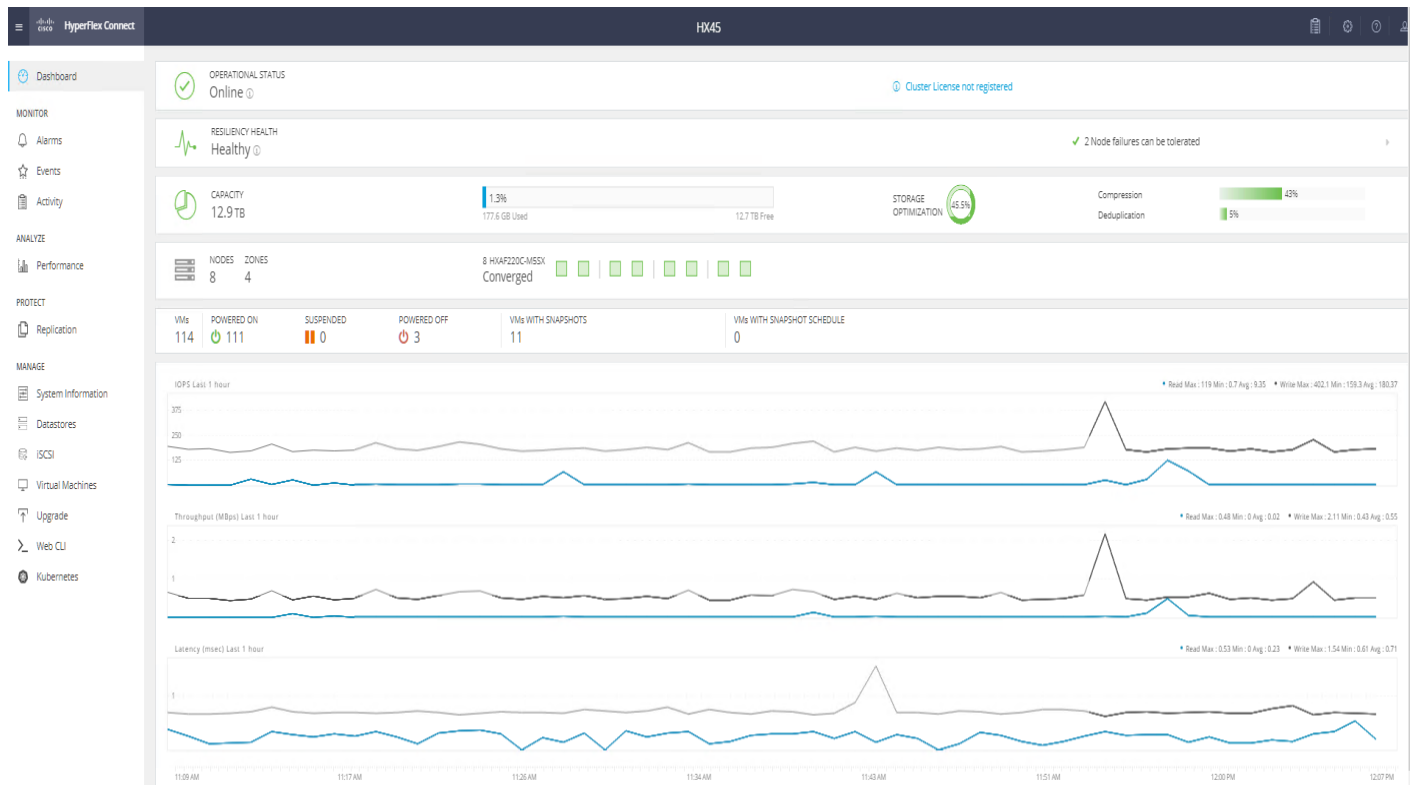 CISCO HyperFlex Connect
HX45
Dashboard
MONITOR
Alarms
Events
Activity
ANALYZE
Performance
PROTECT
Replication
MANAGE
System Information
Datastores
iSCSI
Virtual Machines
Upgrade
Web CLI
Kubernetes
OPERATIONAL STATUS
Online
Cluster License not registered
RESILIENCY HEALTH
Healthy
2 Node failures can be tolerated
CAPACITY
12.9 TB
1.3%
177.6 GB Used
12.7 TB Free
STORAGE
OPTIMIZATION
45.5%
Compression
43%
Deduplication
5%
NODES
8
ZONES
4
8 HXAF220C-M5SX
Converged
VMs
114
POWERED ON
111
SUSPENDED
0
POWERED OFF
3
VMs WITH SNAPSHOTS
11
VMs WITH SNAPSHOT SCHEDULE
0
IOPS Last 1 hour
Read Max : 119 Min : 0.7 Avg : 9.35
Write Max : 402.1 Min : 159.3 Avg : 180.37
375
250
125
Throughput (MBps) Last 1 hour
Read Max : 0.48 Min : 0 Avg : 0.02
Write Max : 2.11 Min : 0.43 Avg : 0.55
2
1
Latency (msec) Last 1 hour
Read Max : 0.53 Min : 0 Avg : 0.23
Write Max : 1.54 Min : 0.61 Avg : 0.71
1
11:09 AM
11:17 AM
11:26 AM
11:34 AM
11:43 AM
11:51 AM
12:00 PM
12:07 PM